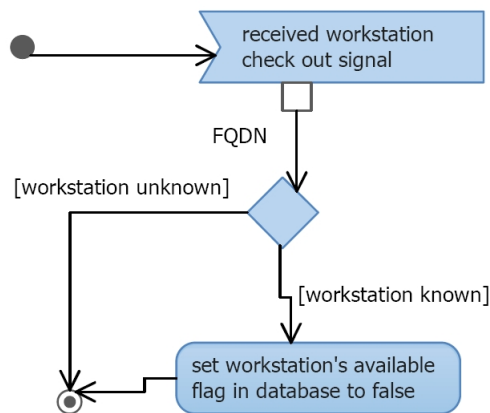 received workstation
check out signal
FQDN
[workstation unknown]
[workstation known]
set workstation's available
flag in database to false